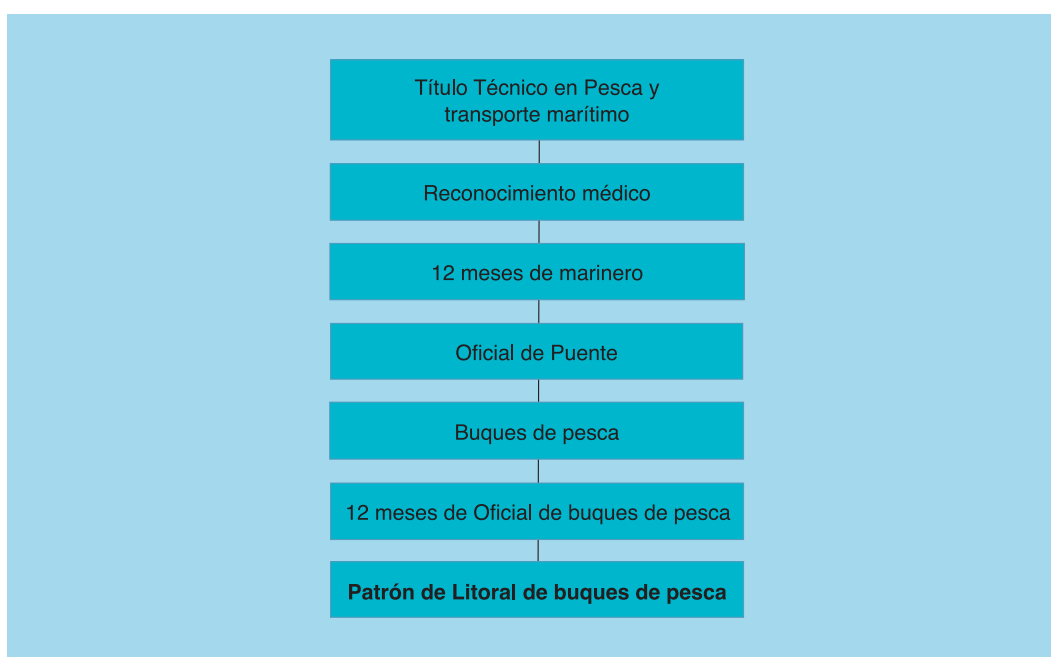 Título Técnico en Pesca y
transporte marítimo
Reconocimiento médico
12 meses de marinero
Oficial de Puente
Buques de pesca
12 meses de Oficial de buques de pesca
Patrón de Litoral de buques de pesca